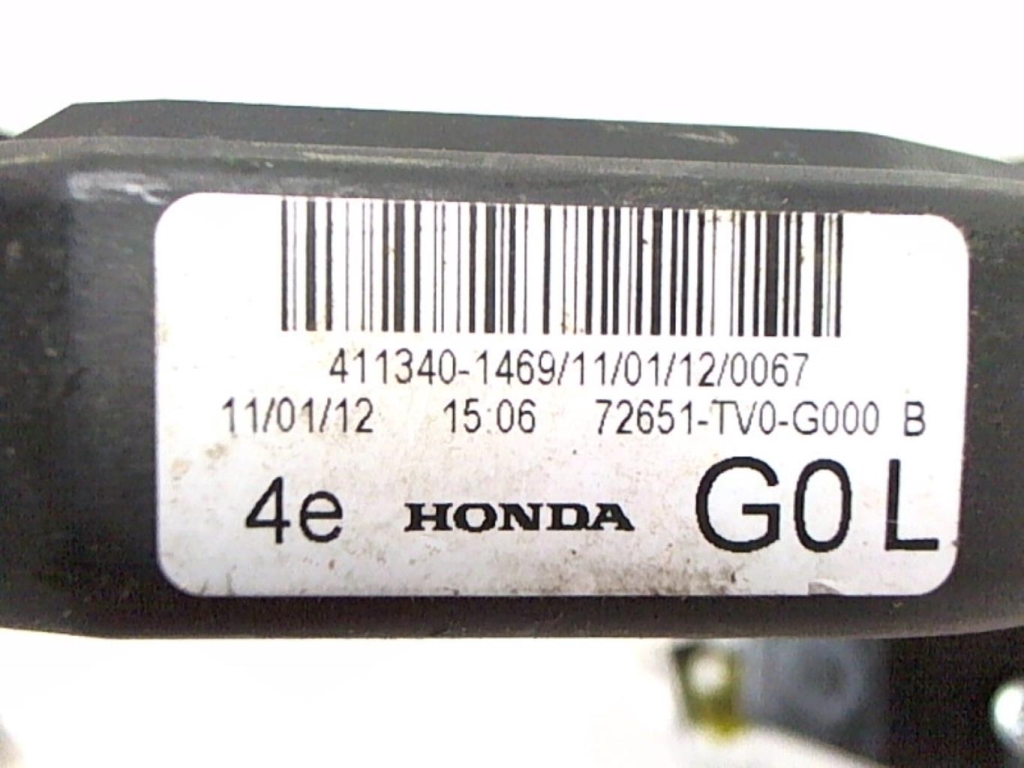 411340-1469/11/01/12/0067
11/01/12 15:06 72651-TV0-G000 B
4e HONDA G0 L